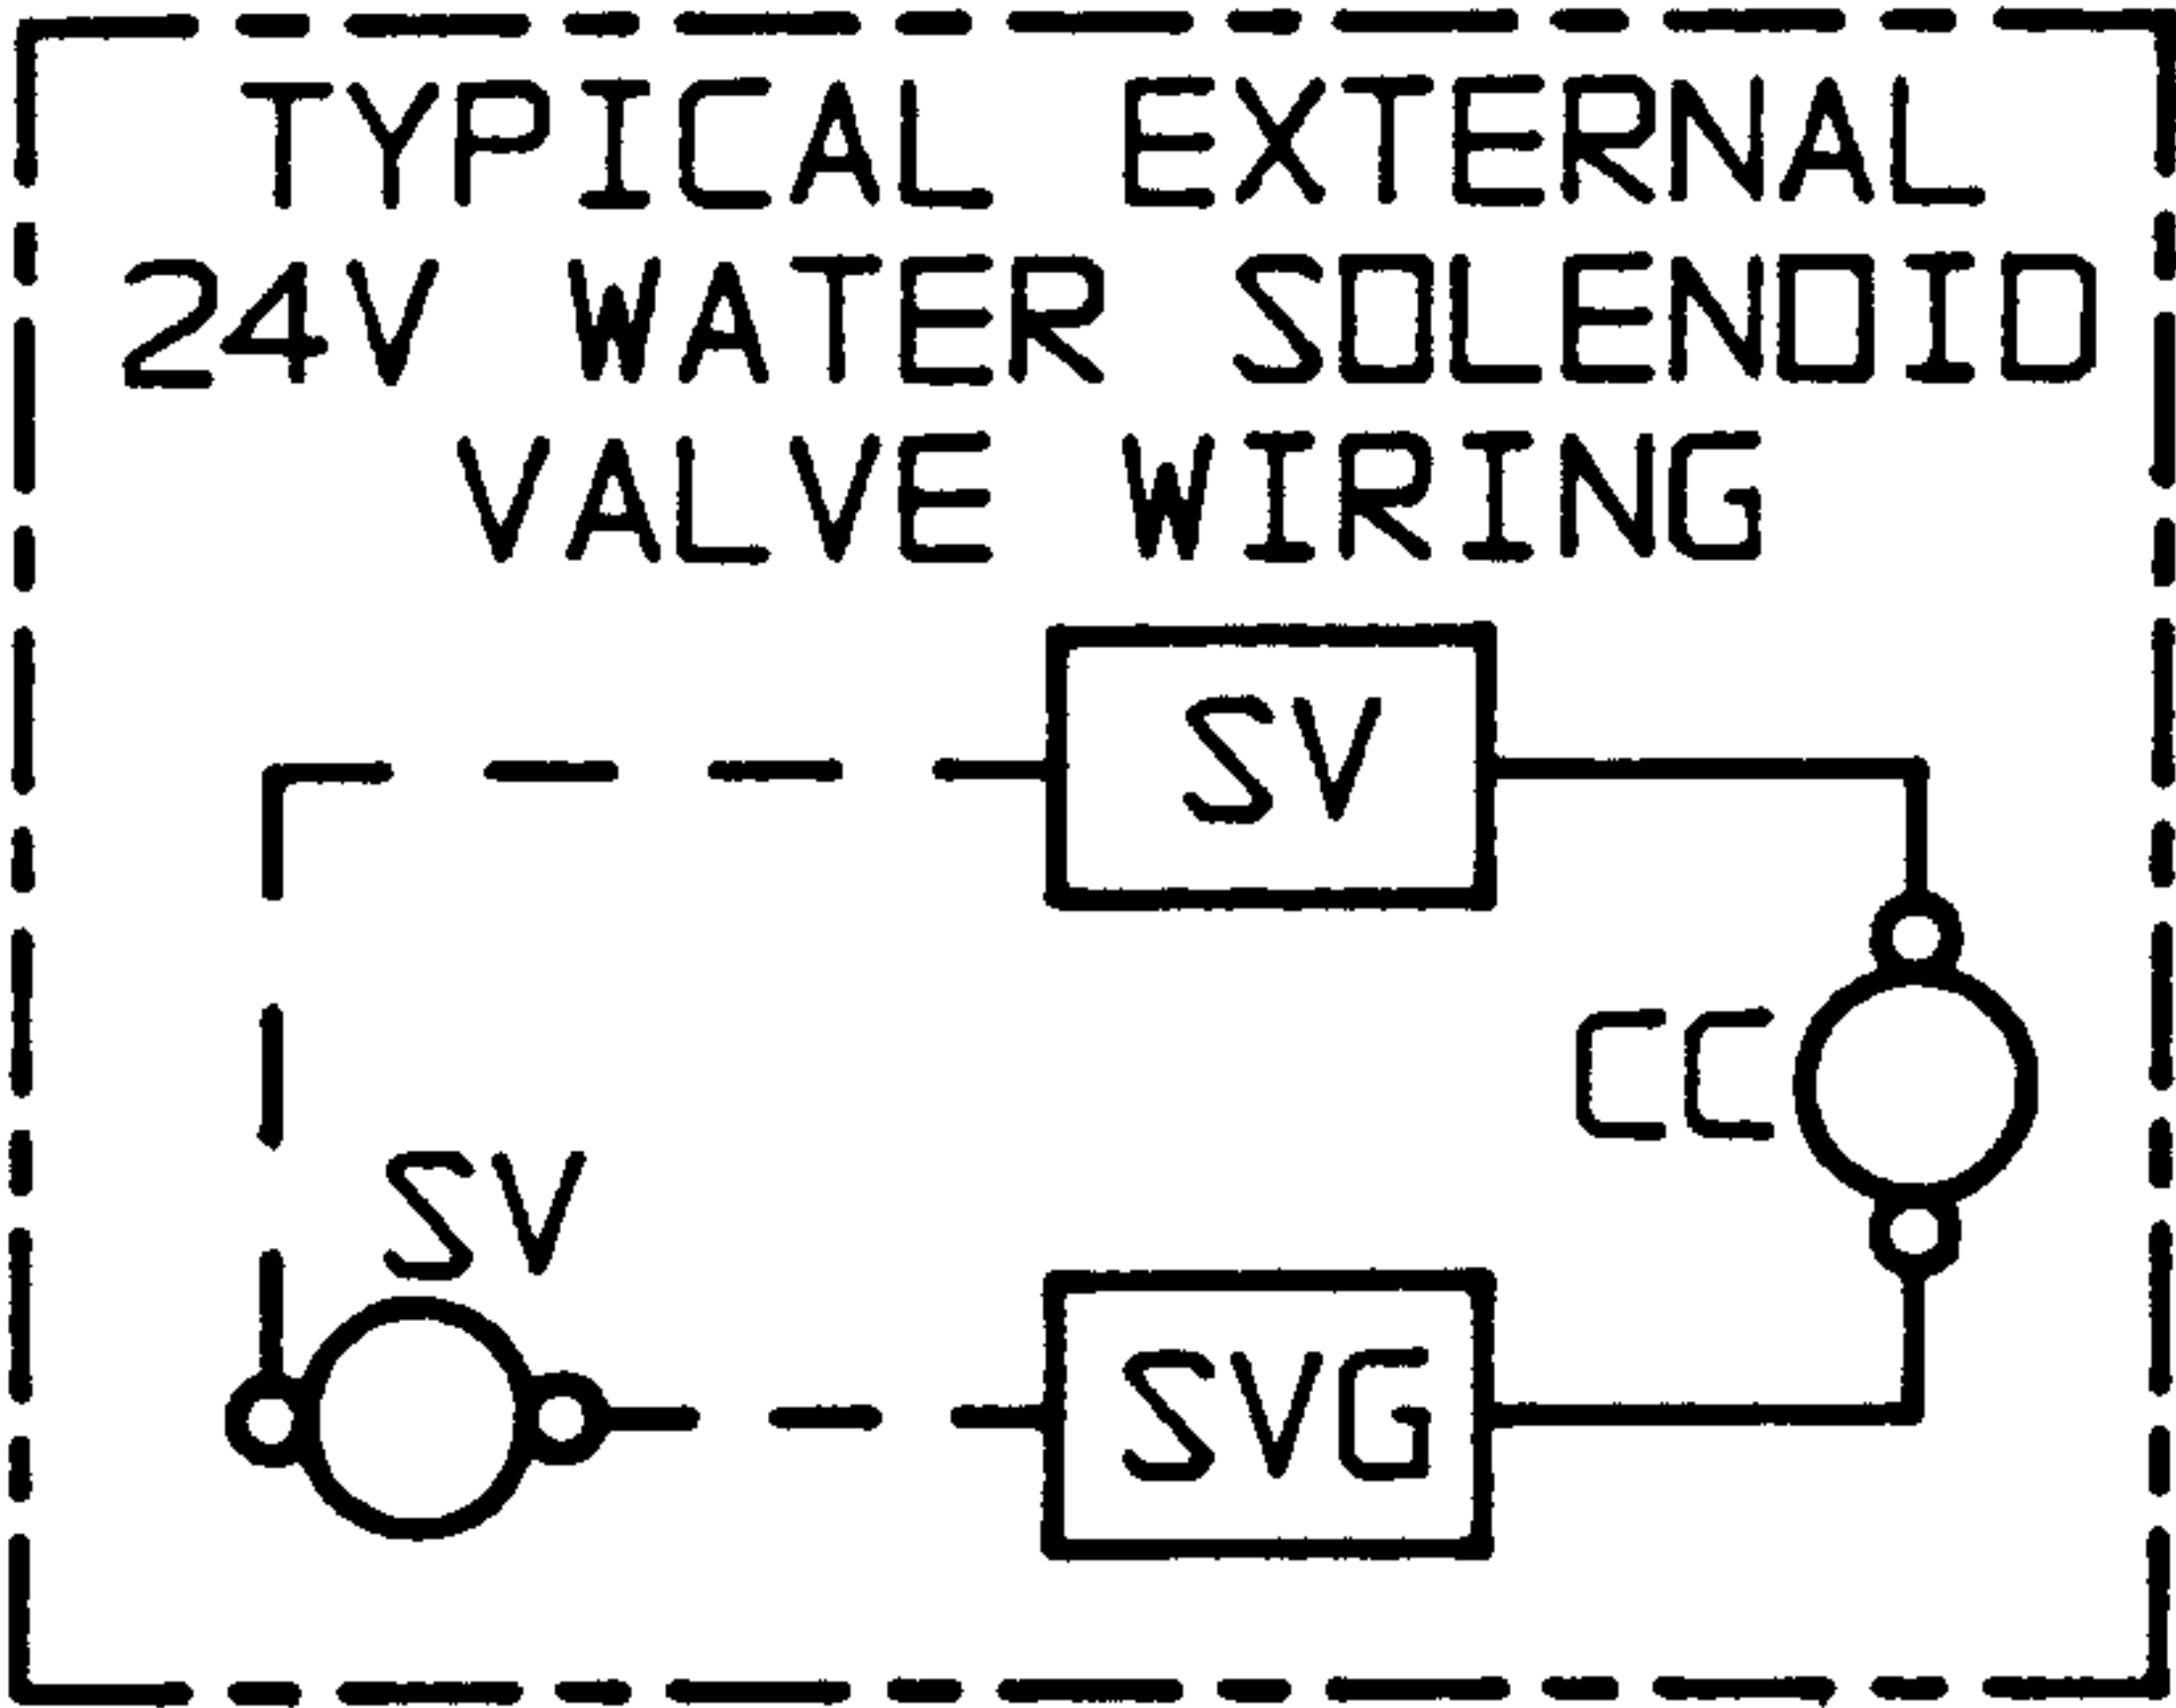 TYPICAL EXTERNAL
24V WATER SOLENOID
VALVE WIRING
SV
CC
SV
SVG